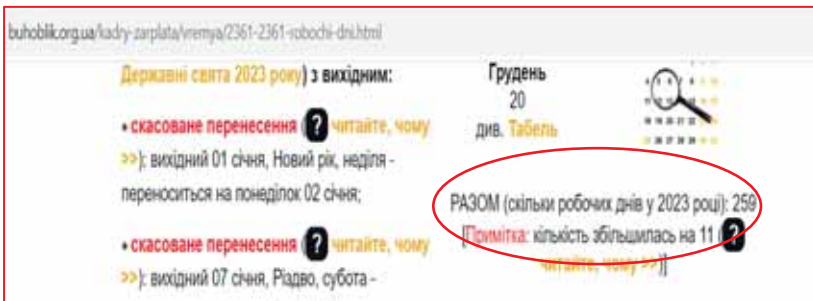 buhoblik.org.ua/kadry-zarplata/vremya/2361-2361-robochi-dni.html
Державні свята 2023 року) з вихідним:
• скасоване перенесення (? читайте, чому
>>): вихідний 01 січня, Новий рік, неділя -
переноситься на понеділок 02 січня;
• скасоване перенесення (? читайте, чому
>>): вихідний 07 січня, Різдво, субота -
Грудень
20
див. Табель
РАЗОМ (скільки робочих днів у 2023 році): 259
[Примітка: кількість збільшилась на 11 (?
читайте, чому >>)]